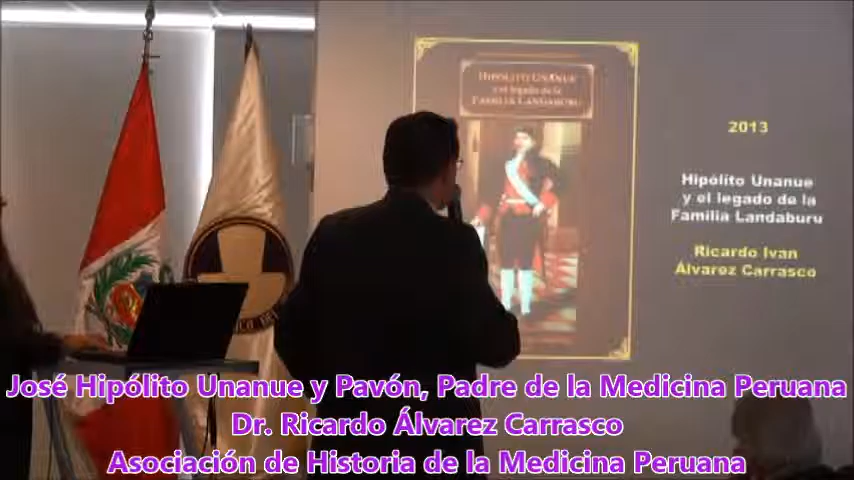 HIPÓLITO UNANUE
y el legado de la
FAMILIA LANDABURU
2013
Hipólito Unanue
y el legado de la
Familia Landaburu
Ricardo Ivan
Álvarez Carrasco
José Hipólito Unanue y Pavón, Padre de la Medicina Peruana
Dr. Ricardo Álvarez Carrasco
Asociación de Historia de la Medicina Peruana